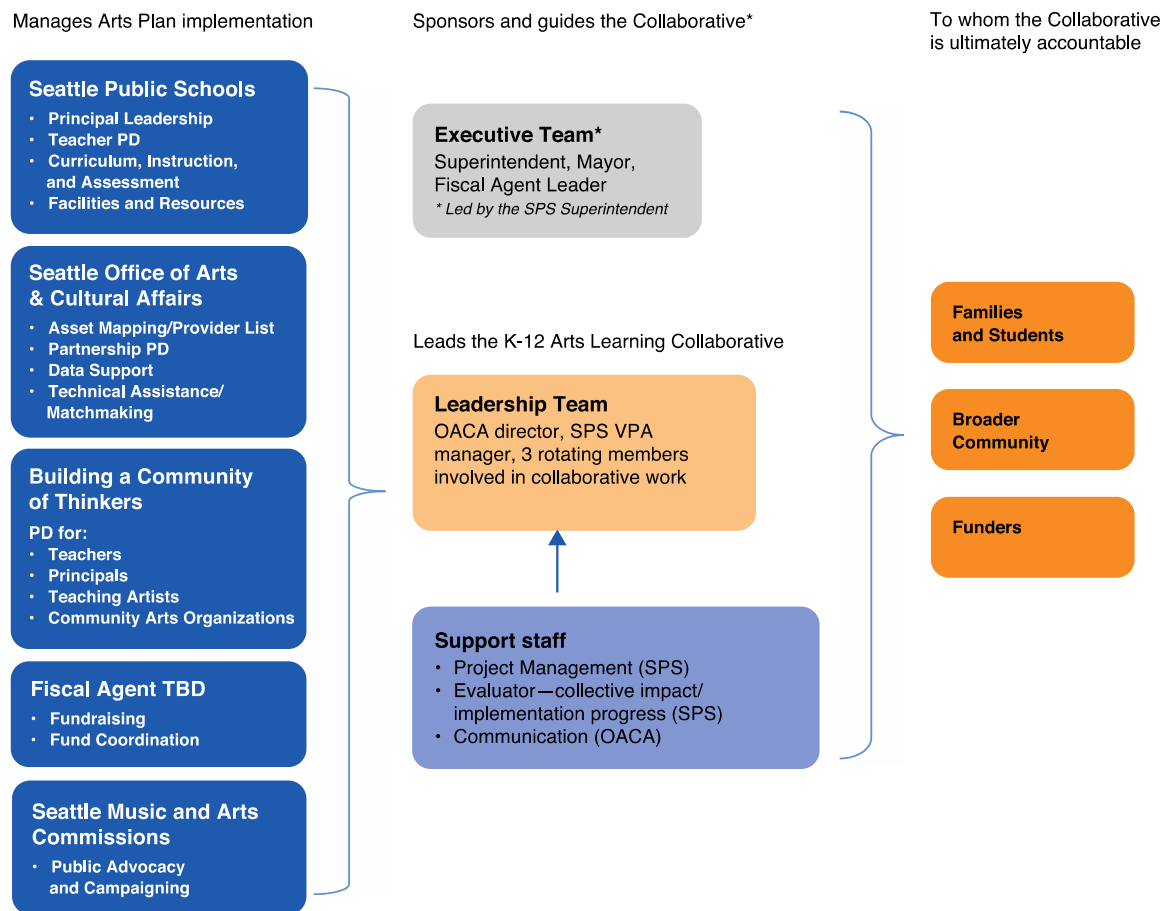 Manages Arts Plan implementation
Seattle Public Schools
• Principal Leadership
• Teacher PD
• Curriculum, Instruction,
and Assessment
• Facilities and Resources
Seattle Office of Arts
& Cultural Affairs
• Asset Mapping/Provider List
• Partnership PD
• Data Support
• Technical Assistance/
Matchmaking
Building a Community
of Thinkers
PD for:
• Teachers
• Principals
• Teaching Artists
• Community Arts Organizations
Fiscal Agent TBD
• Fundraising
• Fund Coordination
Seattle Music and Arts
Commissions
• Public Advocacy
and Campaigning
Sponsors and guides the Collaborative*
Executive Team*
Superintendent, Mayor,
Fiscal Agent Leader
* Led by the SPS Superintendent
Leads the K-12 Arts Learning Collaborative
Leadership Team
OACA director, SPS VPA
manager, 3 rotating members
involved in collaborative work
Support staff
• Project Management (SPS)
• Evaluator—collective impact/
implementation progress (SPS)
• Communication (OACA)
To whom the Collaborative
is ultimately accountable
Families
and Students
Broader
Community
Funders